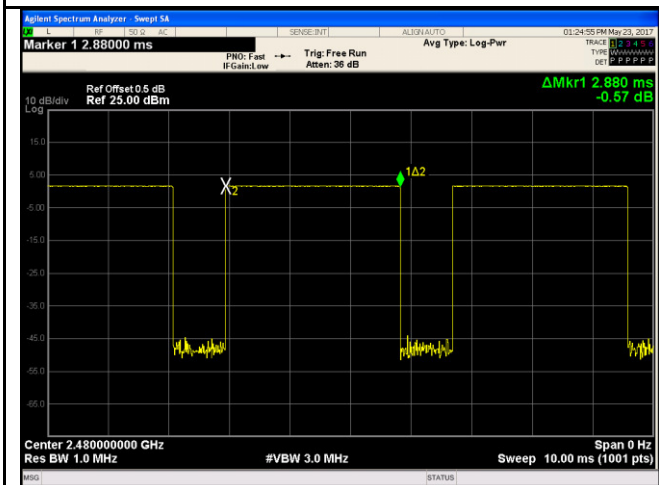 Agilent Spectrum Analyzer - Swept SA
L RF 50 Ω AC SENSE:INT ALIGN AUTO 01:24:55 PM May 23, 2017
Marker 1 2.88000 ms
PNO: Fast
IFGain:Low
Trig: Free Run
Atten: 36 dB
Avg Type: Log-Pwr
TRACE 1 2 3 4 5 6
TYPE
DET P P P P P P
ΔMkr1 2.880 ms
-0.57 dB
Ref Offset 0.5 dB
10 dB/div Ref 25.00 dBm
Log
15.0
5.00
-5.00
-15.0
-25.0
-35.0
-45.0
-55.0
-65.0
X2
1Δ2
Center 2.480000000 GHz Span 0 Hz
Res BW 1.0 MHz #VBW 3.0 MHz Sweep 10.00 ms (1001 pts)
MSG STATUS